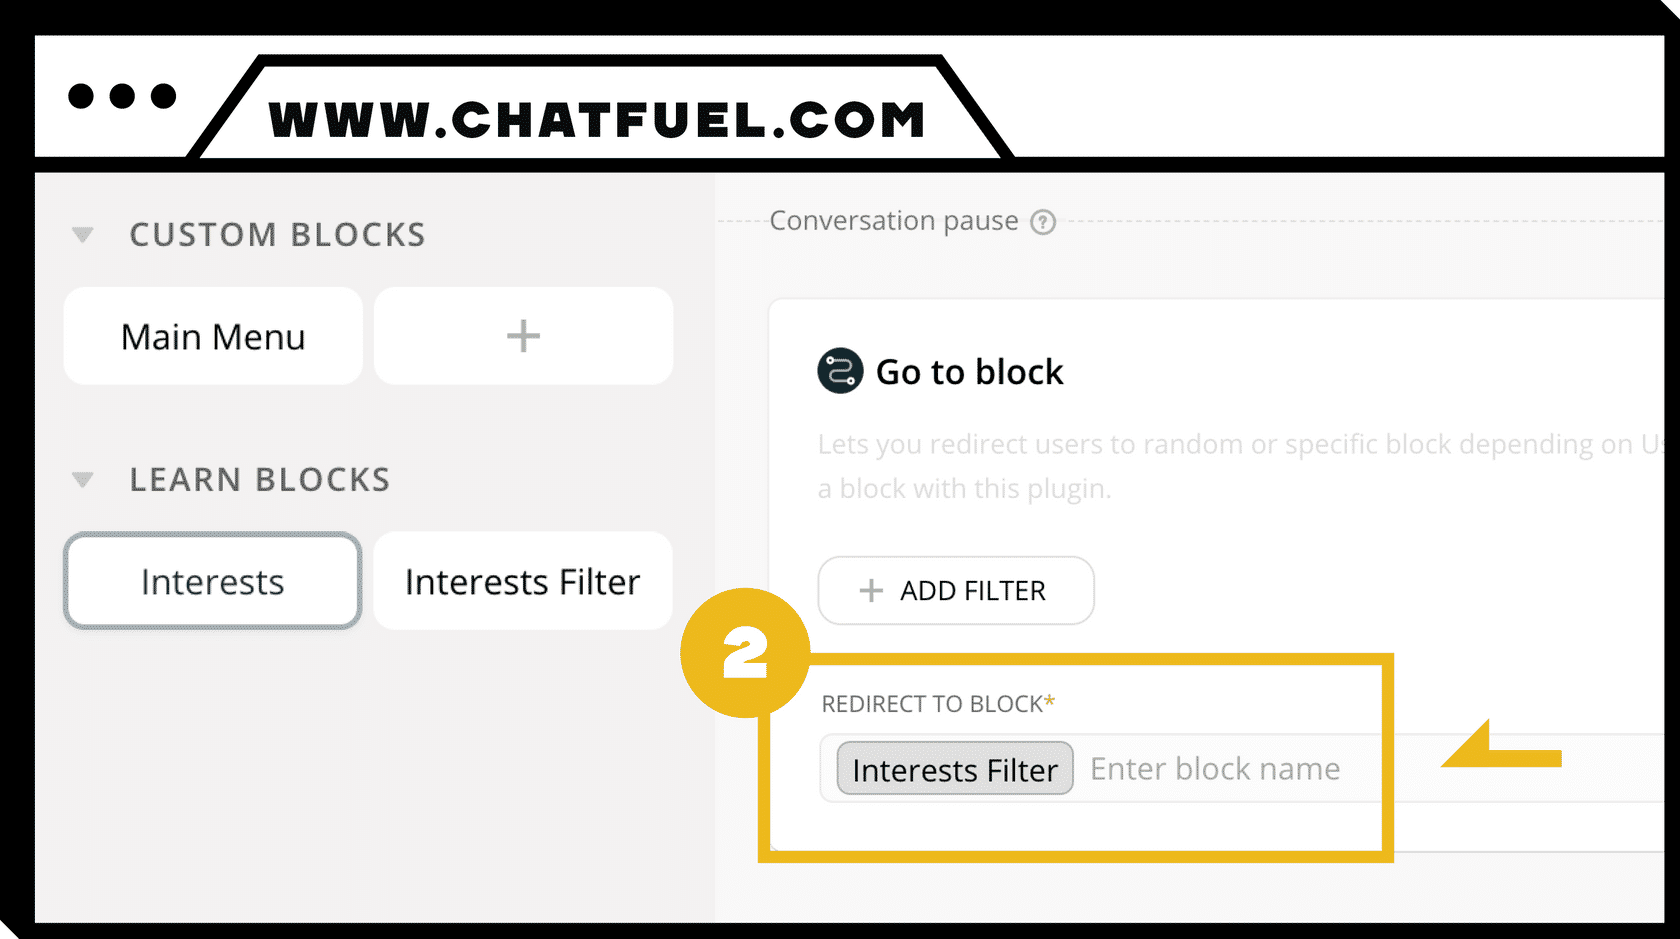 WWW.CHATFUEL.COM
CUSTOM BLOCKS
Main Menu
+
LEARN BLOCKS
Interests
Interests Filter
Conversation pause ?
Go to block
Lets you redirect users to random or specific block depending on Us
a block with this plugin.
+ ADD FILTER
2
REDIRECT TO BLOCK*
Interests Filter Enter block name